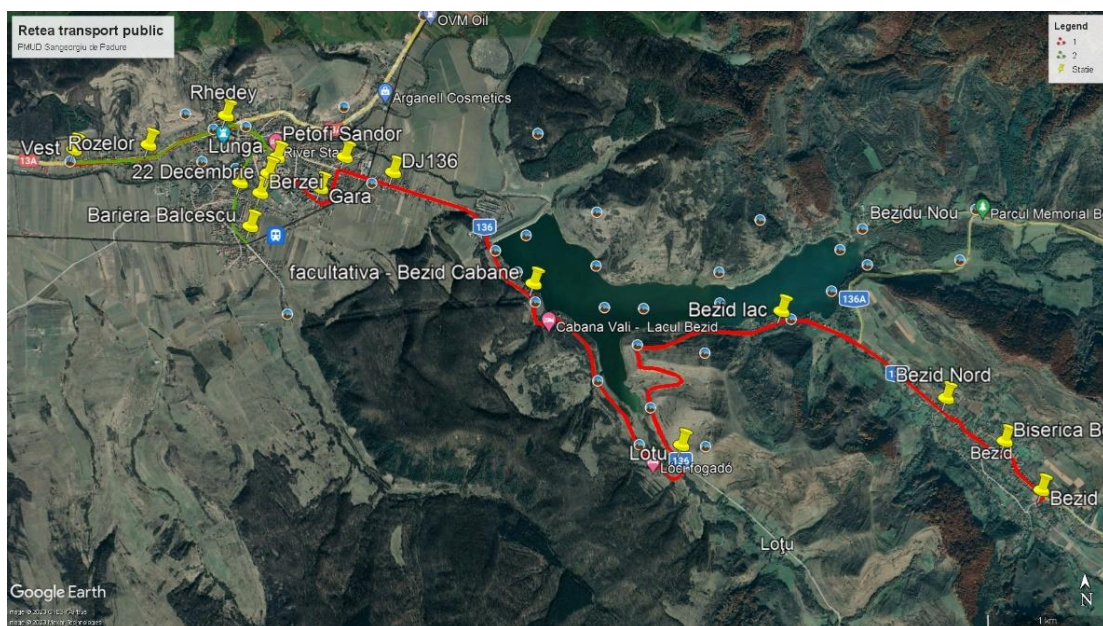 Retea transport public
PMUD Sangeorgiu de Padure
OVM Oil
Legend
1
2
Statie
Rhedey
Arganell Cosmetics
Petofi Sandor
Vest
Rozelor
Lunga
River Sta
DJ136
13A
22 Decembrie
Berzei
Gara
Bariera Balcescu
136
Bezidu Nou
Parcul Memorial B
facultativa - Bezid Cabane
136A
Bezid lac
Cabana Vali - Lacul Bezid
Bezid Nord
Biserica B
Bezid
Loțu
136
Loci fogadó
Bezid
Loțu
Google Earth
1 km
N